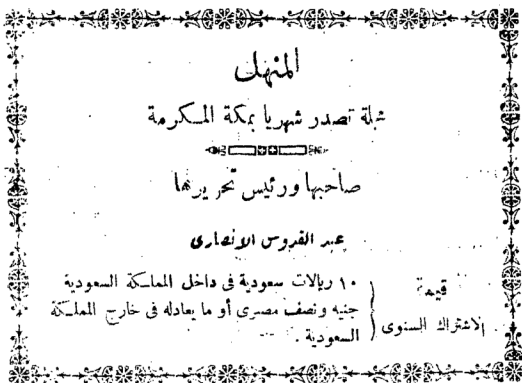 المنهل
مجلة تصدر شهريا بمكة المكرمة
صاحبها ورئيس تحريرها
عبد القدوس الانصارى
قيمة الاشتراك السنوى
١٠ ريالات سعودية فى داخل المملكة السعودية
جنيه ونصف مصرى أو ما يعادله فى خارج المملكة
السعودية .